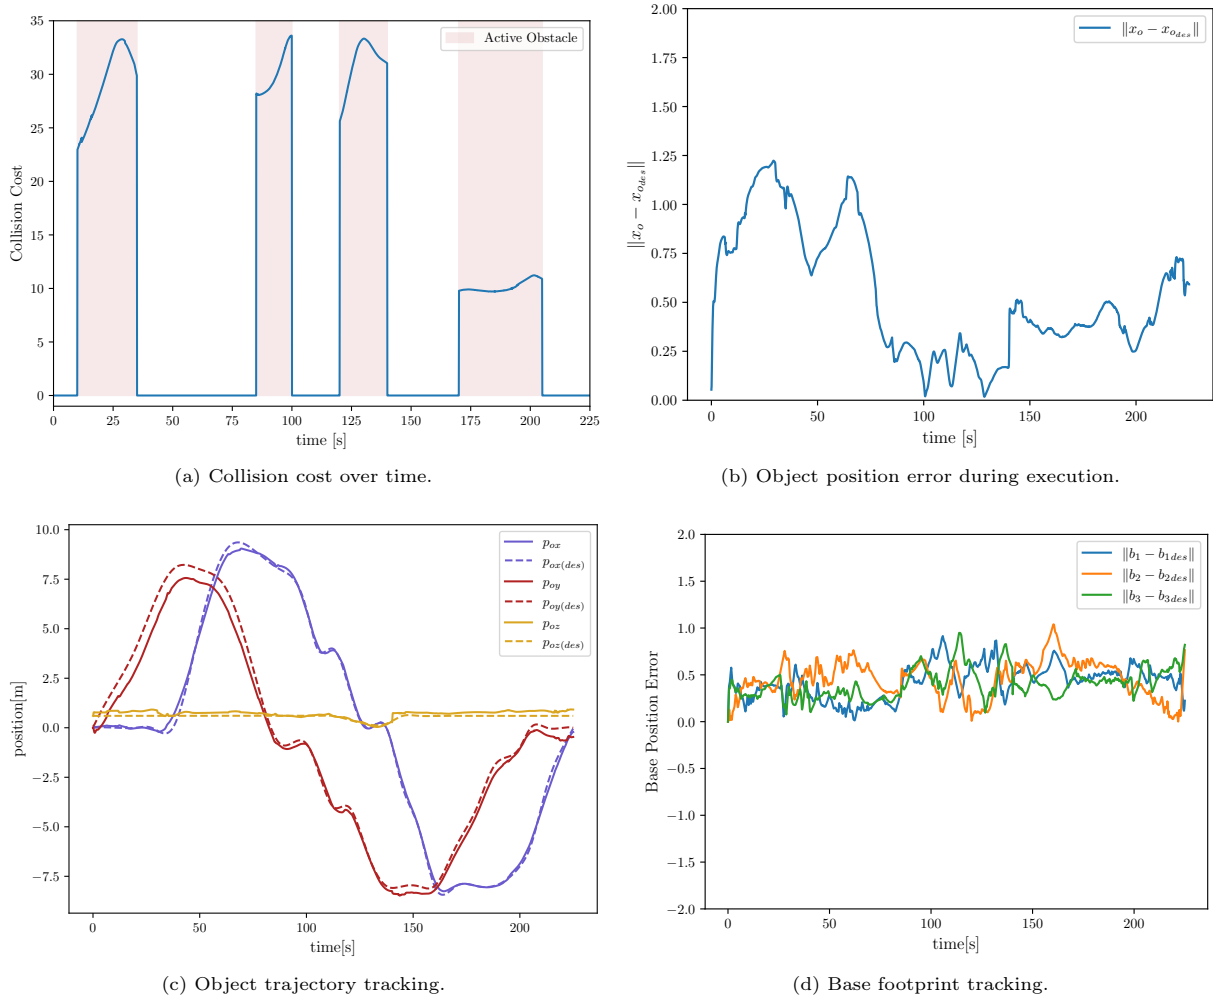 35
30
25
20
15
10
5
0
Collision Cost
Active Obstacle
0 25 50 75 100 125 150 175 200 225
time [s]
(a) Collision cost over time.
2.00
1.75
1.50
1.25
1.00
0.75
0.50
0.25
0.00
‖x_o − x_{o_{des}}‖
‖x_o − x_{o_{des}}‖
0 50 100 150 200
time [s]
(b) Object position error during execution.
10.0
7.5
5.0
2.5
0.0
−2.5
−5.0
−7.5
position[m]
p_{ox}
p_{ox(des)}
p_{oy}
p_{oy(des)}
p_{oz}
p_{oz(des)}
0 50 100 150 200
time[s]
(c) Object trajectory tracking.
2.0
1.5
1.0
0.5
0.0
−0.5
−1.0
−1.5
−2.0
Base Position Error
‖b_1 − b_{1des}‖
‖b_2 − b_{2des}‖
‖b_3 − b_{3des}‖
0 50 100 150 200
time[s]
(d) Base footprint tracking.